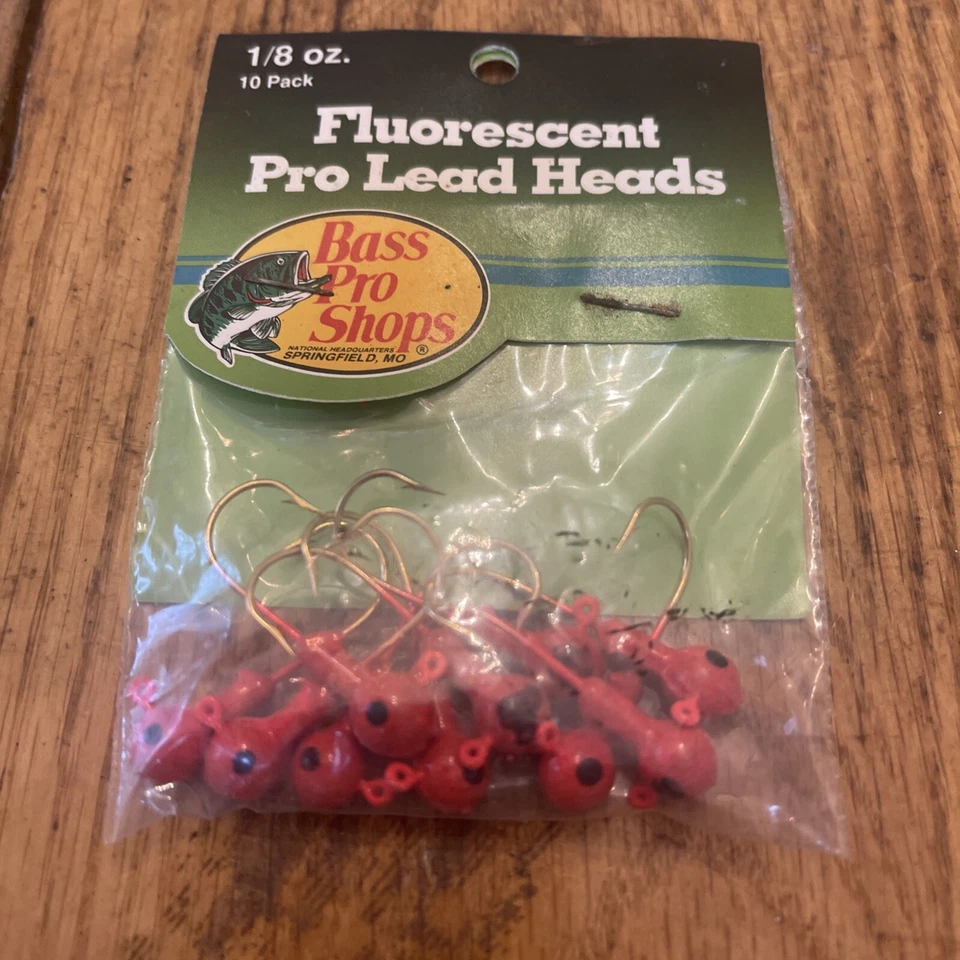 1/8 oz.
10 Pack
Fluorescent
Pro Lead Heads
Bass
Pro
Shops
NATIONAL HEADQUARTERS
SPRINGFIELD, MO ®